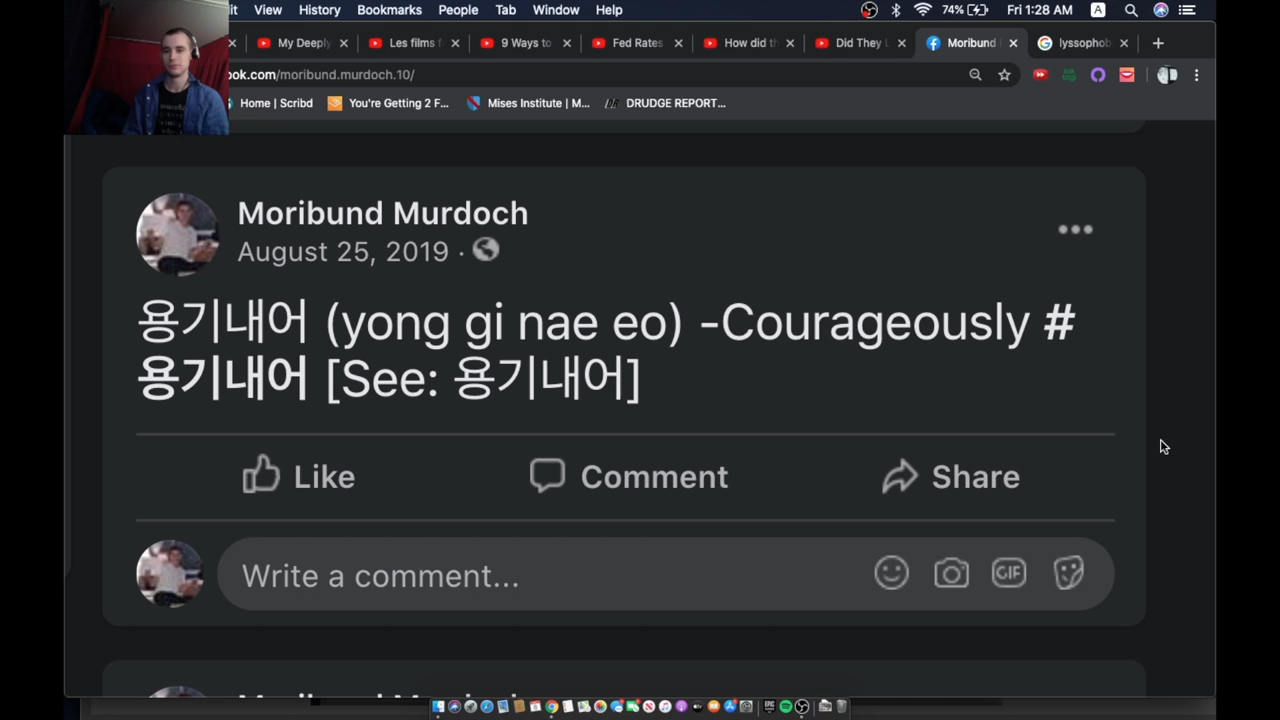 it View History Bookmarks People Tab Window Help 74% Fri 1:28 AM A
My Deeply Les films f 9 Ways to Fed Rates How did th Did They Moribund lyssophob
ok.com/moribund.murdoch.10/
Home | Scribd You're Getting 2 F... Mises Institute | M... DRUDGE REPORT...
Moribund Murdoch
August 25, 2019 ·
용기내어 (yong gi nae eo) -Courageously #
용기내어 [See: 용기내어]
Like Comment Share
Write a comment... GIF